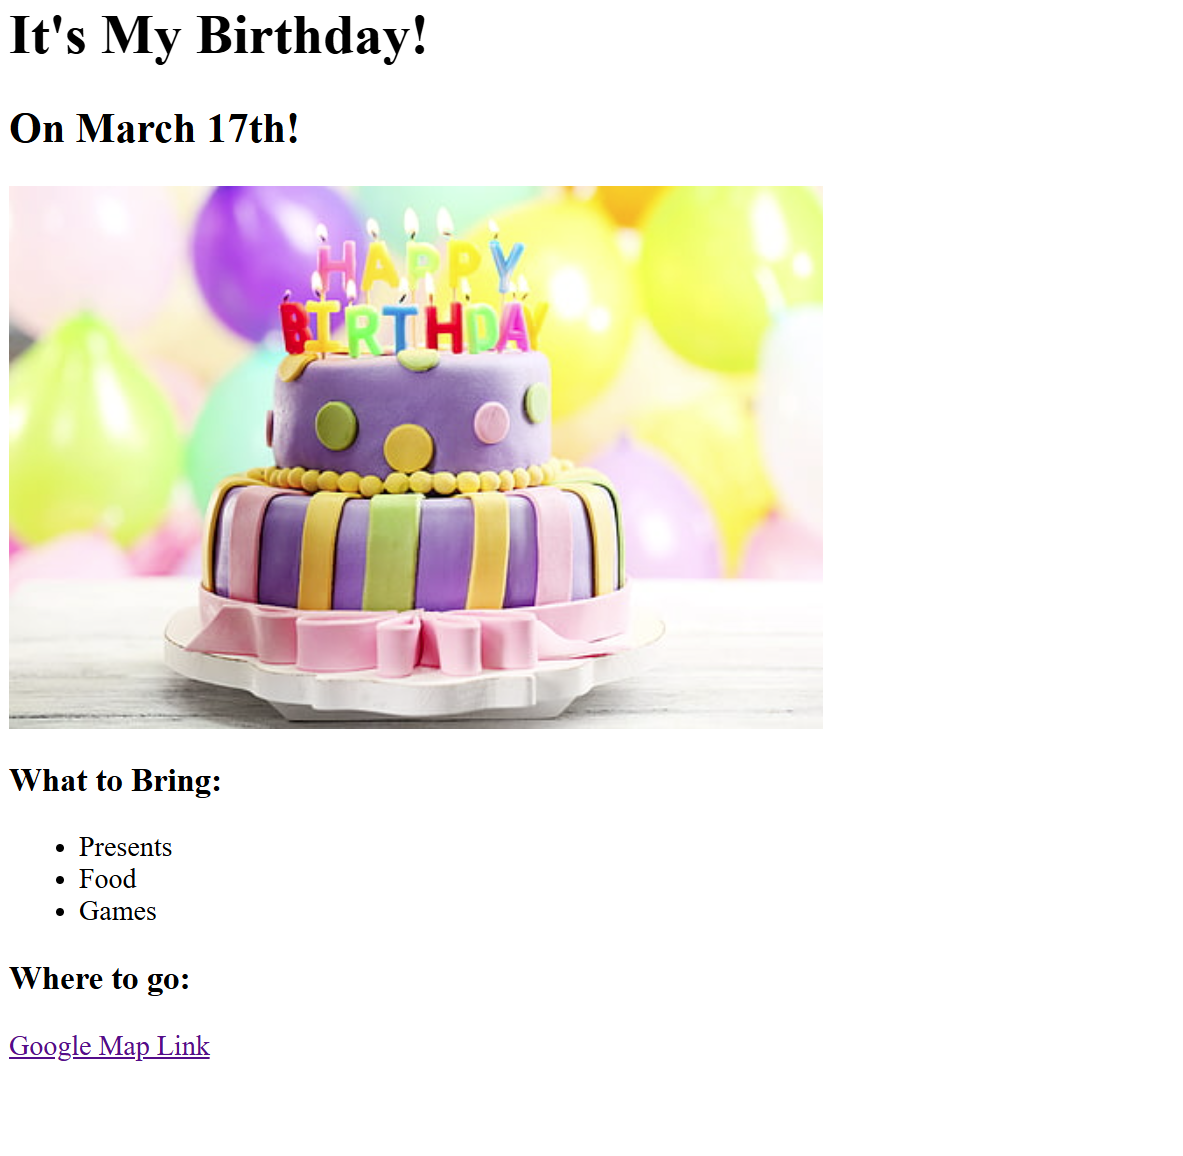 It's My Birthday!
On March 17th!
HAPPY
BIRTHDAY
What to Bring:
Presents
Food
Games
Where to go:
Google Map Link